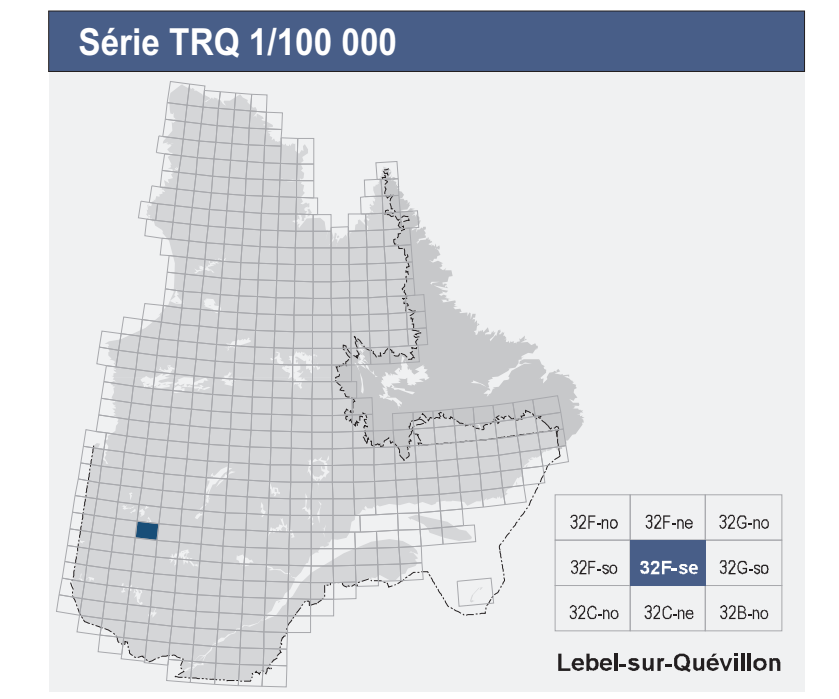 Série TRQ 1/100 000
32F-no 32F-ne 32G-no
32F-so 32F-se 32G-so
32C-no 32C-ne 32B-no
Lebel-sur-Quévillon